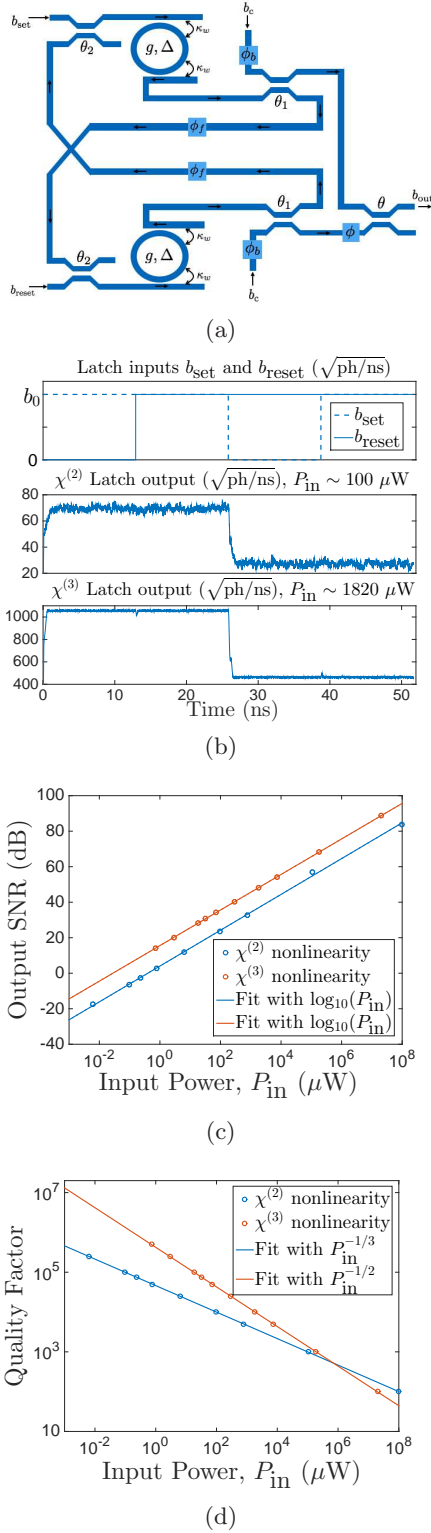 b_set
b_c
κ_w
θ_2
g, Δ
ϕ_b
κ_w
θ_1
ϕ_f
ϕ_f
θ_1
θ
b_out
κ_w
θ_2
g, Δ
ϕ_b
ϕ
κ_w
b_reset
b_c
(a)
Latch inputs b_set and b_reset (√ph/ns)
b_0
b_set
b_reset
0
χ^(2) Latch output (√ph/ns), P_in ~ 100 μW
80
60
40
20
χ^(3) Latch output (√ph/ns), P_in ~ 1820 μW
1000
800
600
400
0 10 20 30 40 50
Time (ns)
(b)
100
80
60
40
20
0
-20
-40
Output SNR (dB)
χ^(2) nonlinearity
χ^(3) nonlinearity
Fit with log_10(P_in)
Fit with log_10(P_in)
10^-2 10^0 10^2 10^4 10^6 10^8
Input Power, P_in (μW)
(c)
10^7
10^5
10^3
10
Quality Factor
χ^(2) nonlinearity
χ^(3) nonlinearity
Fit with P_in^-1/3
Fit with P_in^-1/2
10^-2 10^0 10^2 10^4 10^6 10^8
Input Power, P_in (μW)
(d)